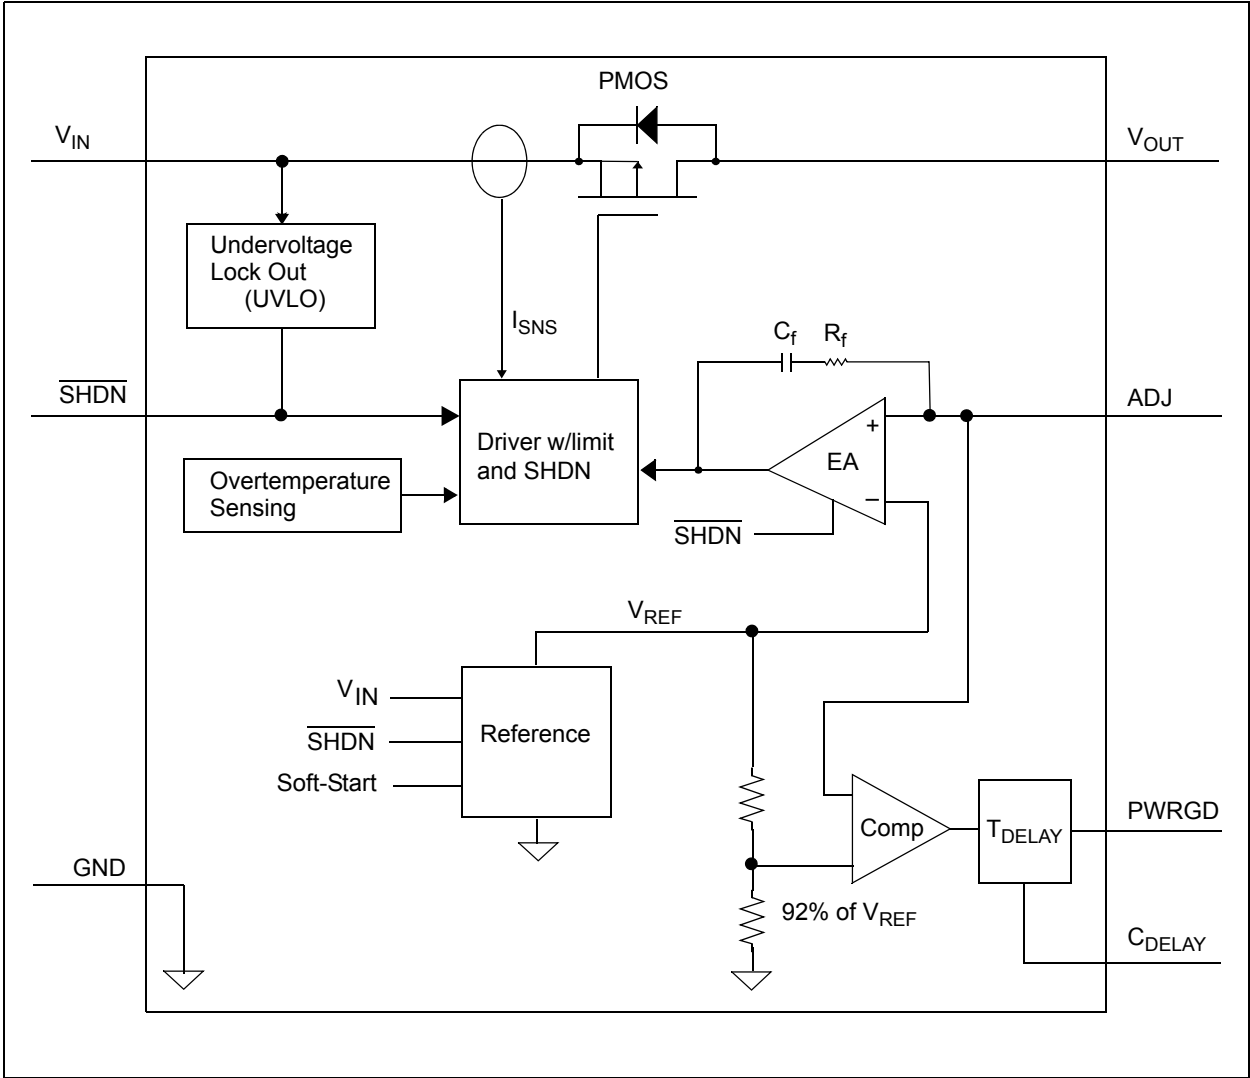 PMOS
V_IN
V_OUT
Undervoltage
Lock Out
(UVLO)
I_SNS
C_f
R_f
SHDN
ADJ
Driver w/limit
and SHDN
+
EA
−
Overtemperature
Sensing
SHDN
V_REF
V_IN
SHDN
Soft-Start
Reference
Comp
T_DELAY
PWRGD
GND
92% of V_REF
C_DELAY